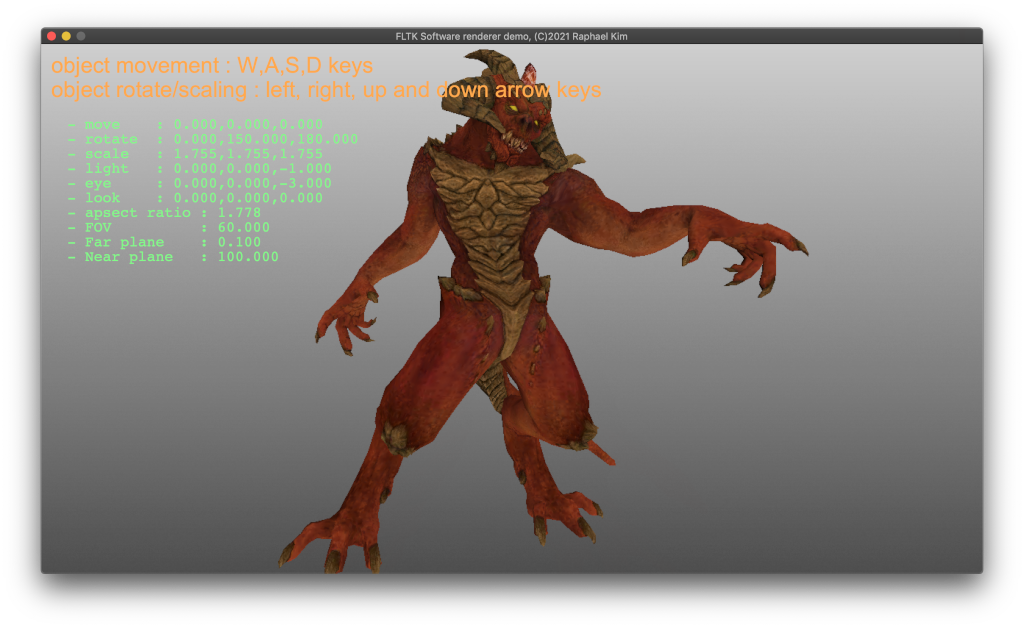 FLTK Software renderer demo, (C)2021 Raphael Kim
object movement : W,A,S,D keys
object rotate/scaling : left, right, up and down arrow keys
- move : 0.000,0.000,0.000
- rotate : 0.000,150.000,180.000
- scale : 1.755,1.755,1.755
- light : 0.000,0.000,-1.000
- eye : 0.000,0.000,-3.000
- look : 0.000,0.000,0.000
- apsect ratio : 1.778
- FOV : 60.000
- Far plane : 0.100
- Near plane : 100.000